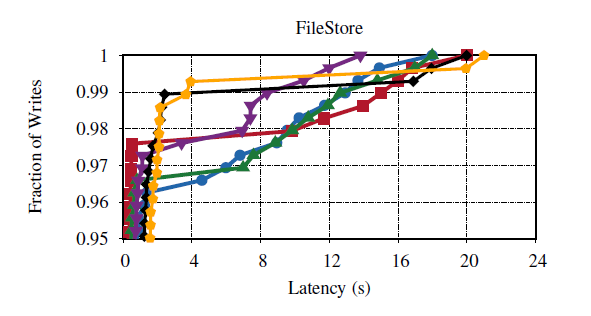 FileStore
Fraction of Writes
1
0.99
0.98
0.97
0.96
0.95
0 4 8 12 16 20 24
Latency (s)